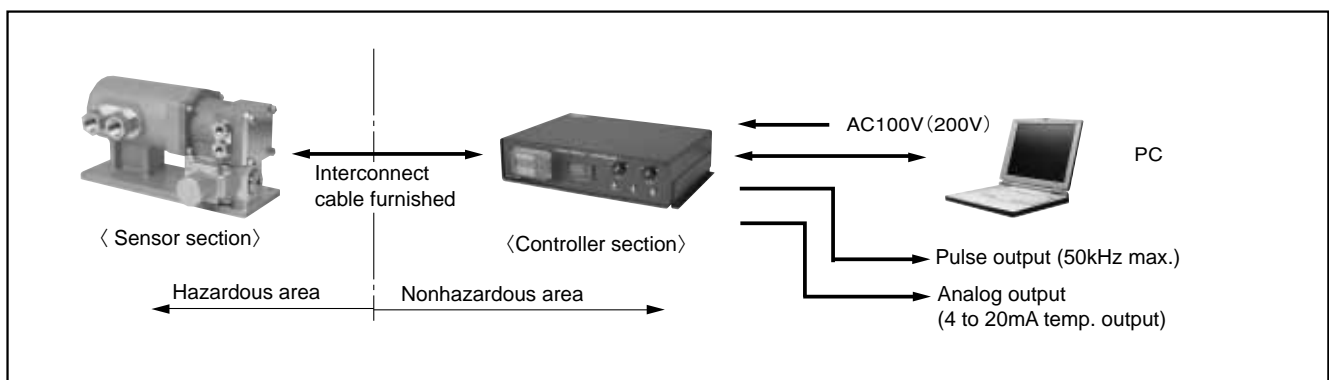 AC100V（200V）
PC
Interconnect
cable furnished
〈 Sensor section〉
〈Controller section〉
Pulse output (50kHz max.)
Hazardous area
Nonhazardous area
Analog output
(4 to 20mA temp. output)